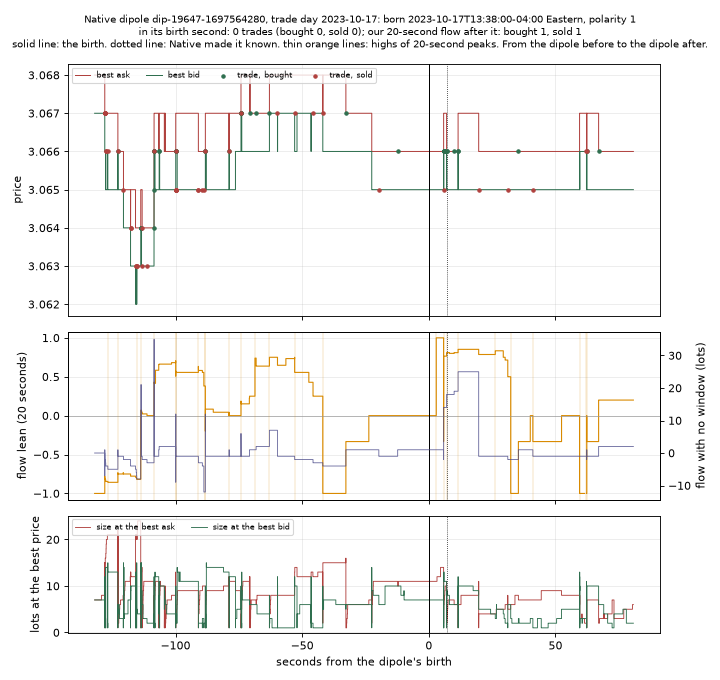 Native dipole dip-19647-1697564280, trade day 2023-10-17: born 2023-10-17T13:38:00-04:00 Eastern, polarity 1
in its birth second: 0 trades (bought 0, sold 0); our 20-second flow after it: bought 1, sold 1
solid line: the birth. dotted line: Native made it known. thin orange lines: highs of 20-second peaks. From the dipole before to the dipole after.
best ask best bid trade, bought trade, sold
3.068
3.067
3.066
3.065
3.064
3.063
3.062
price
1.0
0.5
0.0
−0.5
−1.0
flow lean (20 seconds)
30
20
10
0
−10
flow with no window (lots)
size at the best ask size at the best bid
20
10
0
lots at the best price
−100 −50 0 50
seconds from the dipole's birth